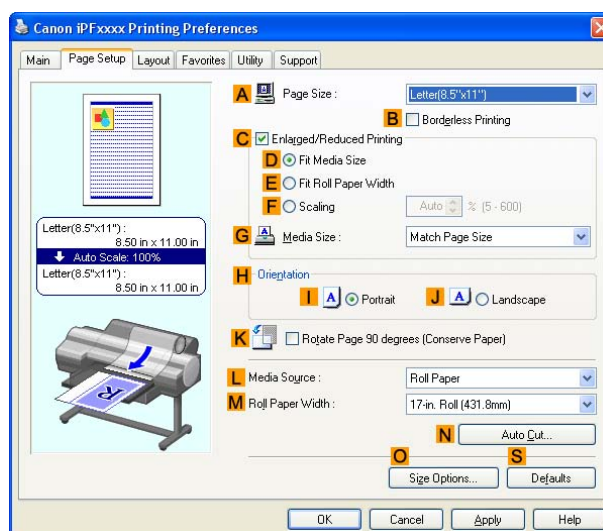 Canon iPFxxxx Printing Preferences
Main Page Setup Layout Favorites Utility Support
A Page Size : Letter(8.5"x11")
B Borderless Printing
C Enlarged/Reduced Printing
D Fit Media Size
E Fit Roll Paper Width
F Scaling Auto % (5 - 600)
Letter(8.5"x11") :
8.50 in x 11.00 in
Auto Scale: 100%
Letter(8.5"x11") :
8.50 in x 11.00 in
G Media Size : Match Page Size
H Orientation
I A Portrait J A Landscape
K Rotate Page 90 degrees (Conserve Paper)
R
L Media Source : Roll Paper
M Roll Paper Width : 17-in. Roll (431.8mm)
N Auto Cut...
O S
Size Options... Defaults
OK Cancel Apply Help